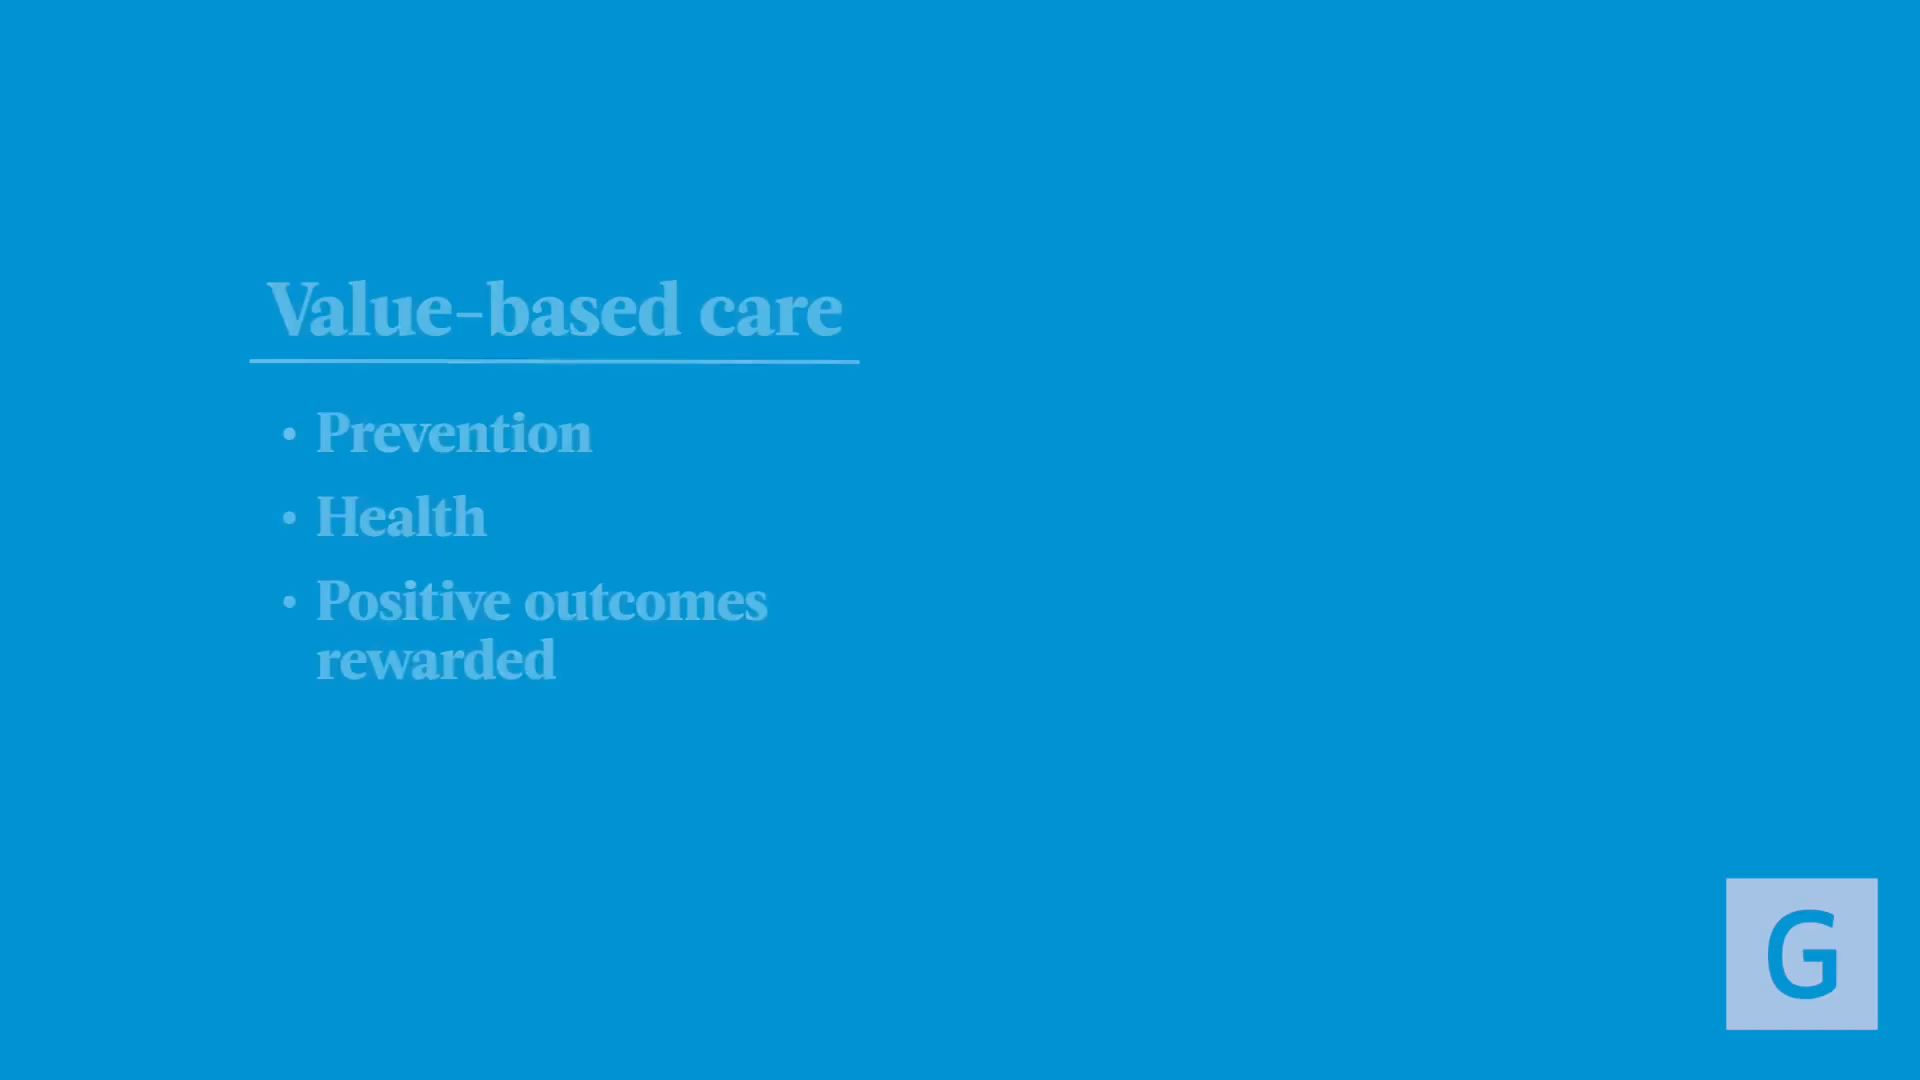 Value-based care
• Prevention
• Health
• Positive outcomes
rewarded
G